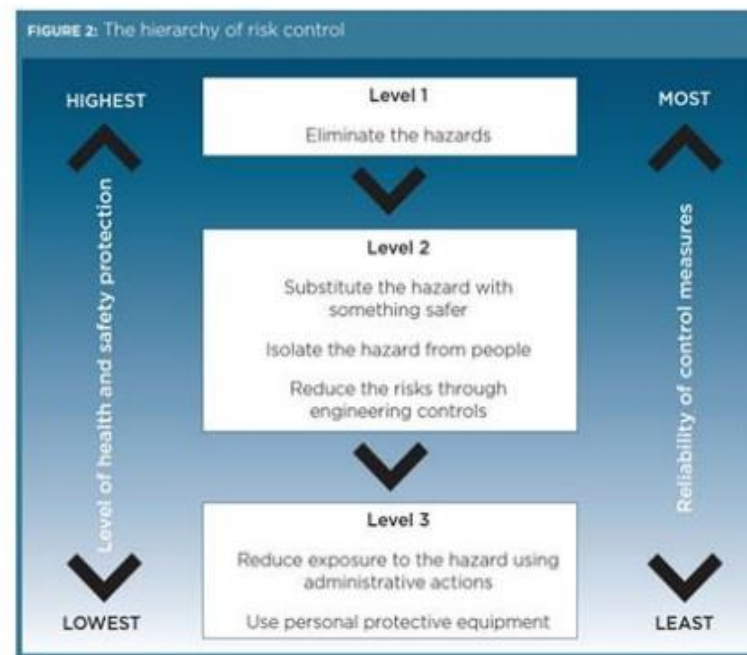 FIGURE 2: The hierarchy of risk control
HIGHEST
Level 1
Eliminate the hazards
MOST
Level of health and safety protection
Level 2
Substitute the hazard with
something safer
Isolate the hazard from people
Reduce the risks through
engineering controls
Reliability of control measures
Level 3
Reduce exposure to the hazard using
administrative actions
Use personal protective equipment
LOWEST
LEAST